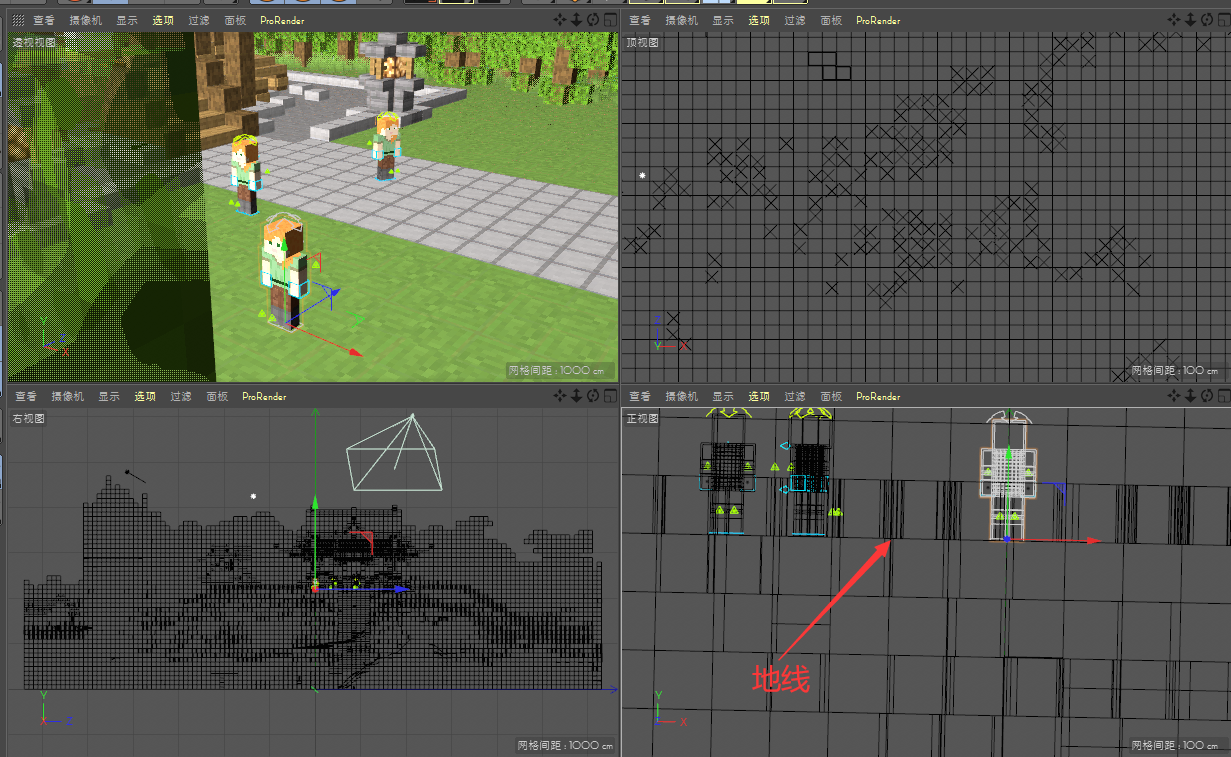 查看 摄像机 显示 选项 过滤 面板 ProRender
透视视图
网格间距 : 1000 cm
查看 摄像机 显示 选项 过滤 面板 ProRender
顶视图
Y X
网格间距 : 100 cm
查看 摄像机 显示 选项 过滤 面板 ProRender
右视图
Y
X Z
网格间距 : 1000 cm
查看 摄像机 显示 选项 过滤 面板 ProRender
正视图
地线
Y
Z X
网格间距 : 100 cm